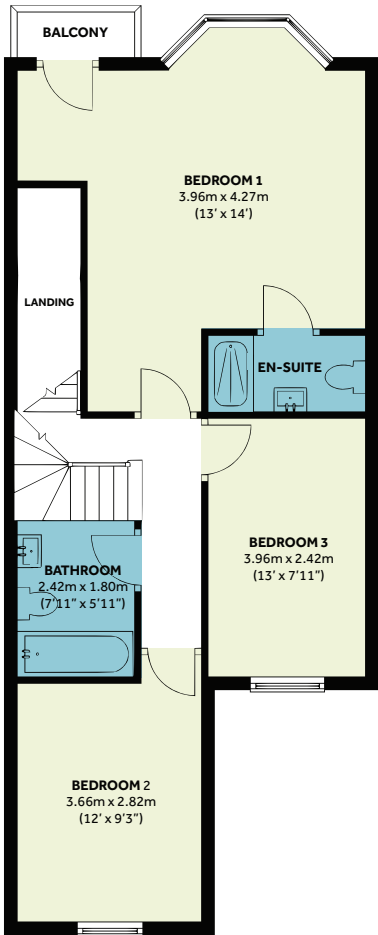 BALCONY
BEDROOM 1
3.96m x 4.27m
(13' x 14')
LANDING
EN-SUITE
BEDROOM 3
3.96m x 2.42m
(13' x 7'11")
BATHROOM
2.42m x 1.80m
(7'11" x 5'11")
BEDROOM 2
3.66m x 2.82m
(12' x 9'3")